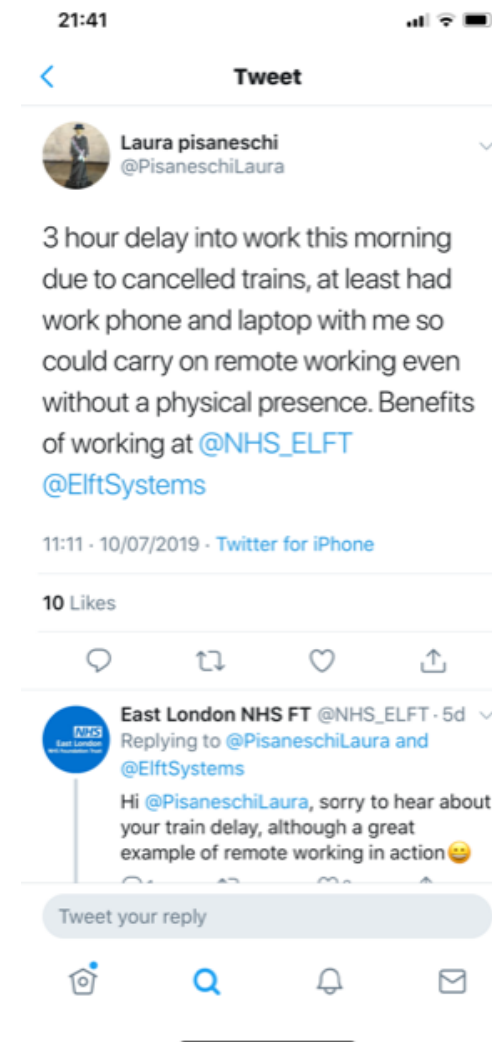 21:41
Tweet
Laura pisaneschi
@PisaneschiLaura
3 hour delay into work this morning
due to cancelled trains, at least had
work phone and laptop with me so
could carry on remote working even
without a physical presence. Benefits
of working at @NHS_ELFT
@ElftSystems
11:11 · 10/07/2019 · Twitter for iPhone
10 Likes
East London NHS FT @NHS_ELFT · 5d
NHS
East London
NHS Foundation Trust
Replying to @PisaneschiLaura and
@ElftSystems
Hi @PisaneschiLaura, sorry to hear about
your train delay, although a great
example of remote working in action😀
Tweet your reply